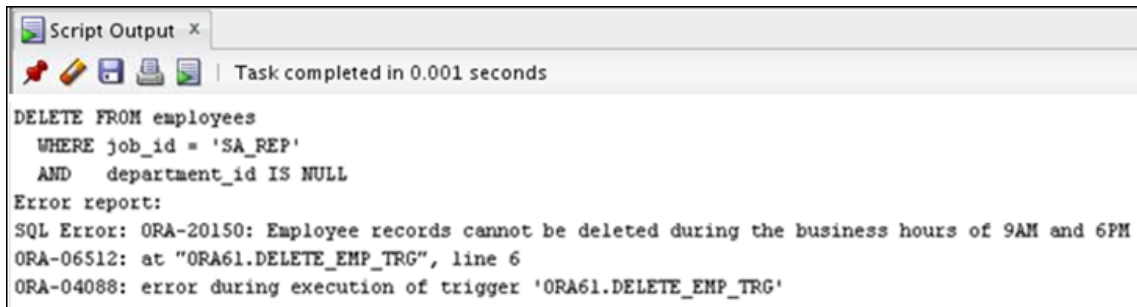 Script Output x
Task completed in 0.001 seconds
DELETE FROM employees
WHERE job_id = 'SA_REP'
AND department_id IS NULL
Error report:
SQL Error: ORA-20150: Employee records cannot be deleted during the business hours of 9AM and 6PM
ORA-06512: at "ORA61.DELETE_EMP_TRG", line 6
ORA-04088: error during execution of trigger 'ORA61.DELETE_EMP_TRG'